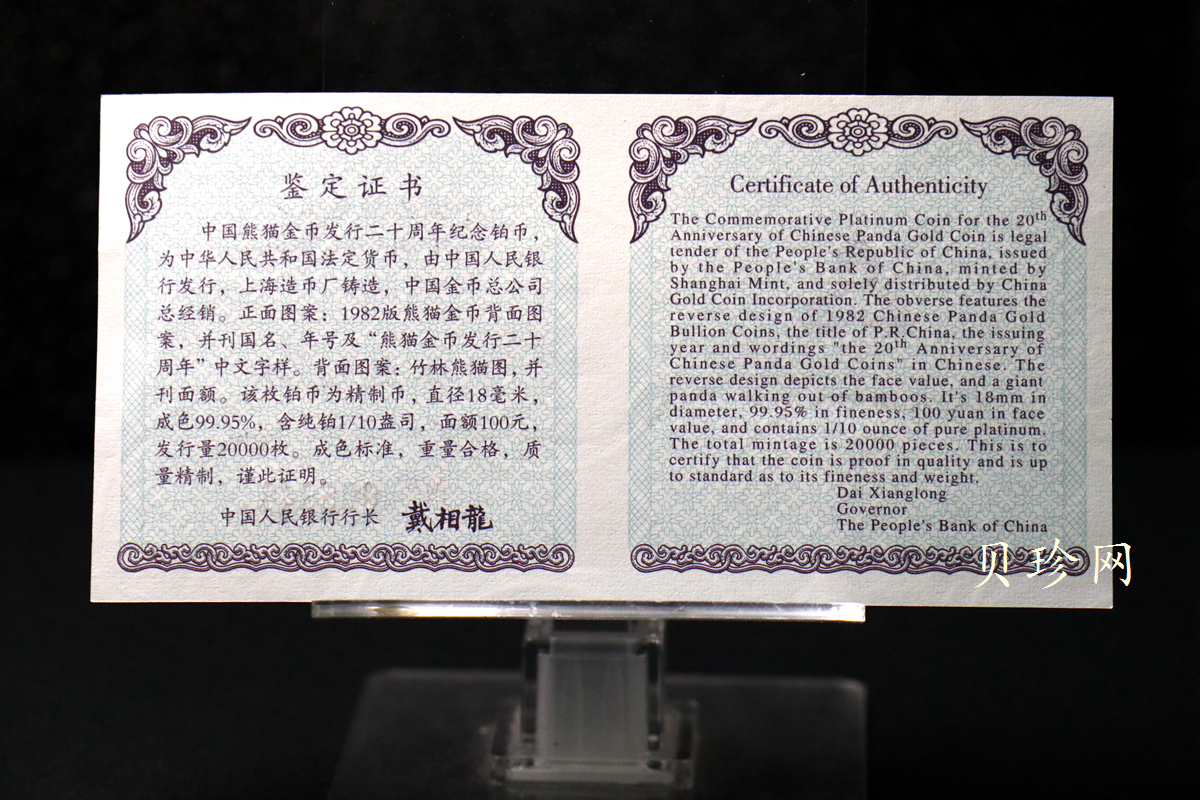 鉴定证书
中国熊猫金币发行二十周年纪念铂币，
为中华人民共和国法定货币，由中国人民银
行发行，上海造币厂铸造，中国金币总公司
总经销。正面图案：1982版熊猫金币背面图
案，并刊国名、年号及“熊猫金币发行二十
周年”中文字样。背面图案：竹林熊猫图，并
刊面额。该枚铂币为精制币，直径18毫米，
成色99.95%，含纯铂1/10盎司，面额100元，
发行量20000枚。成色标准，重量合格，质
量精制，谨此证明。
中国人民银行行长 戴相龍
Certificate of Authenticity
The Commemorative Platinum Coin for the 20th
Anniversary of Chinese Panda Gold Coin is legal
tender of the People's Republic of China, issued
by the People's Bank of China, minted by
Shanghai Mint, and solely distributed by China
Gold Coin Incorporation. The obverse features the
reverse design of 1982 Chinese Panda Gold
Bullion Coins, the title of P.R.China, the issuing
year and wordings "the 20th Anniversary of
Chinese Panda Gold Coins" in Chinese. The
reverse design depicts the face value, and a giant
panda walking out of bamboos. It's 18mm in
diameter, 99.95% in fineness, 100 yuan in face
value, and contains 1/10 ounce of pure platinum.
The total mintage is 20000 pieces. This is to
certify that the coin is proof in quality and is up
to standard as to its fineness and weight.
Dai Xianglong
Governor
The People's Bank of China
贝珍网